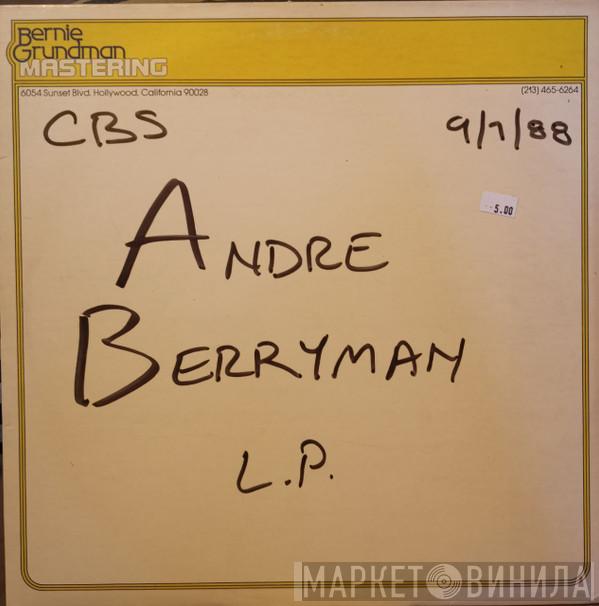 Bernie
Grundman
MASTERING
6054 Sunset Blvd. Hollywood, California 90028 (213) 465-6264
CBS 9/7/88
5.00
ANDRE
BERRYMAN
L.P.
МАРКЕТ ВИНИЛА